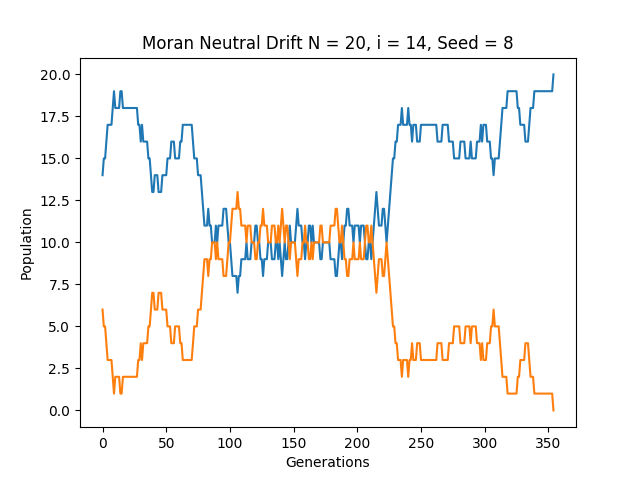 Moran Neutral Drift N = 20, i = 14, Seed = 8
20.0
17.5
15.0
12.5
10.0
7.5
5.0
2.5
0.0
Population
0 50 100 150 200 250 300 350
Generations